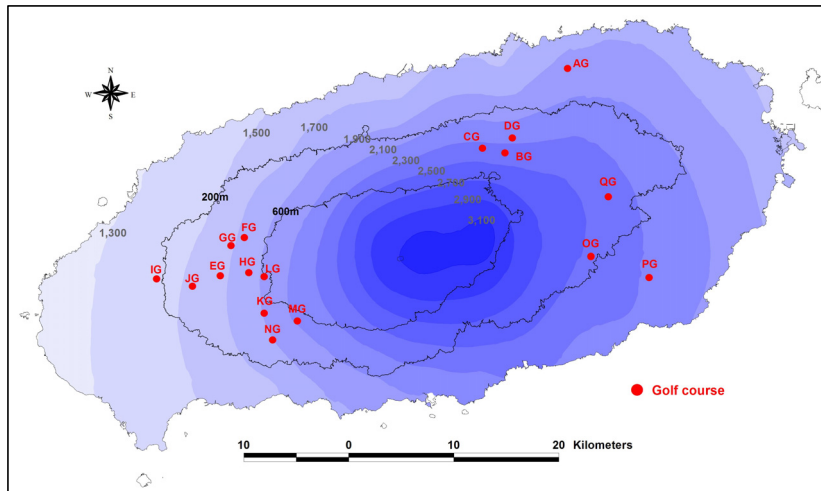 AG
N
W E
S
DG
1,500
1,700
1,900
CG
BG
2,100
2,300
2,500
QG
200m
600m
2,900
3,100
1,300
FG
GG
IG
JG
EG
HG
LG
OG
PG
KG
MG
NG
Golf course
10 0 10 20 Kilometers